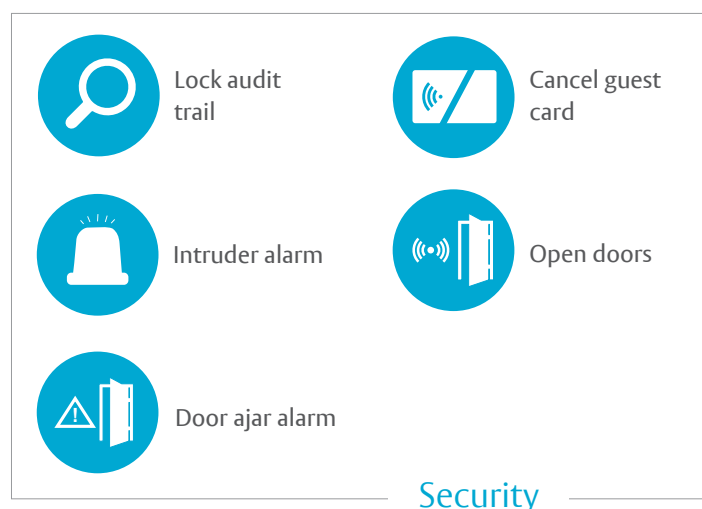 Lock audit
trail
Cancel guest
card
Intruder alarm
Open doors
Door ajar alarm
Security